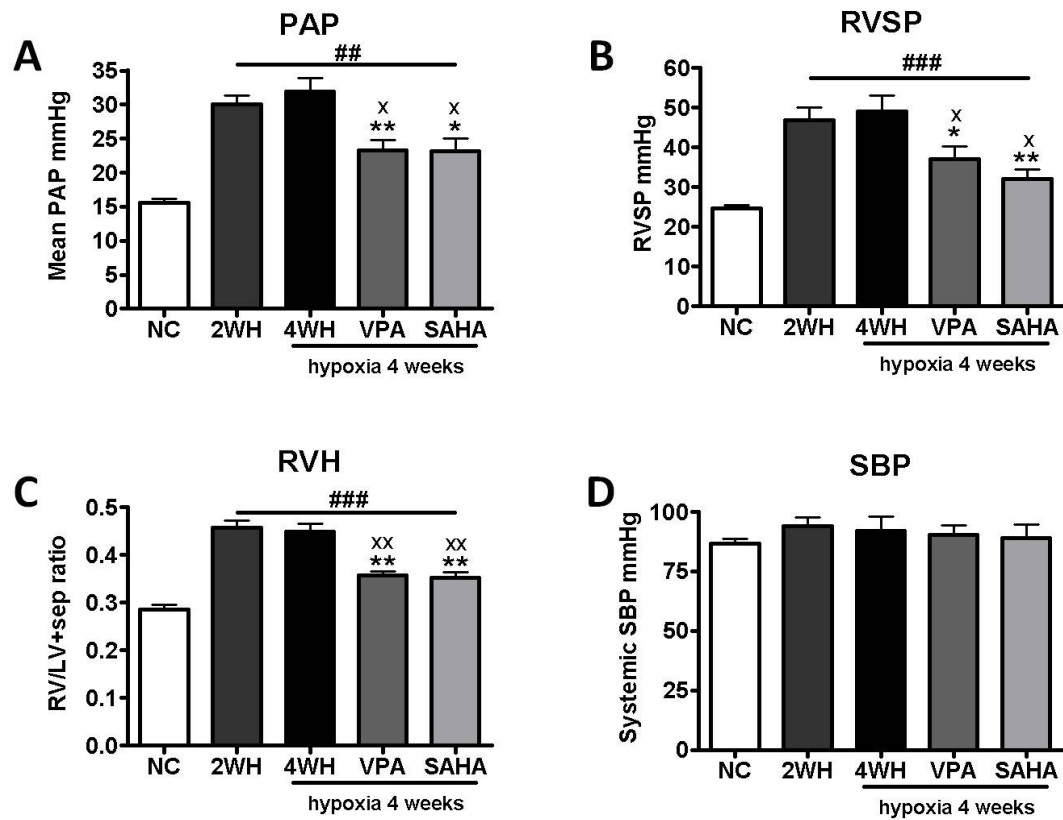 PAP
A
##
Mean PAP mmHg
35
30
25
20
15
10
5
0
x
**
x
*
NC 2WH 4WH VPA SAHA
hypoxia 4 weeks
RVSP
B
###
RVSP mmHg
60
50
40
30
20
10
0
x
*
x
**
NC 2WH 4WH VPA SAHA
hypoxia 4 weeks
RVH
C
###
RV/LV+sep ratio
0.5
0.4
0.3
0.2
0.1
0.0
xx
**
xx
**
NC 2WH 4WH VPA SAHA
hypoxia 4 weeks
SBP
D
Systemic SBP mmHg
100
75
50
25
0
NC 2WH 4WH VPA SAHA
hypoxia 4 weeks